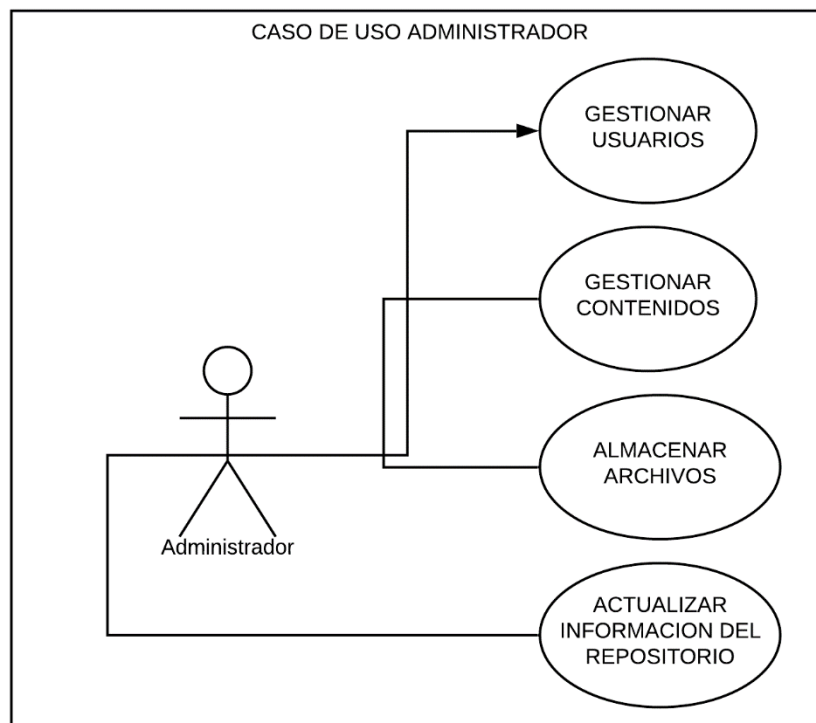 CASO DE USO ADMINISTRADOR
GESTIONAR
USUARIOS
GESTIONAR
CONTENIDOS
ALMACENAR
ARCHIVOS
Administrador
ACTUALIZAR
INFORMACION DEL
REPOSITORIO